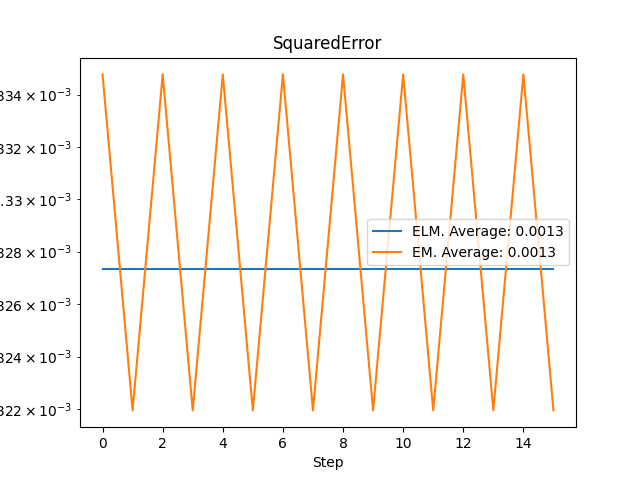 SquaredError
334 × 10⁻³
332 × 10⁻³
.33 × 10⁻³
328 × 10⁻³
326 × 10⁻³
324 × 10⁻³
322 × 10⁻³
ELM. Average: 0.0013
EM. Average: 0.0013
0 2 4 6 8 10 12 14
Step